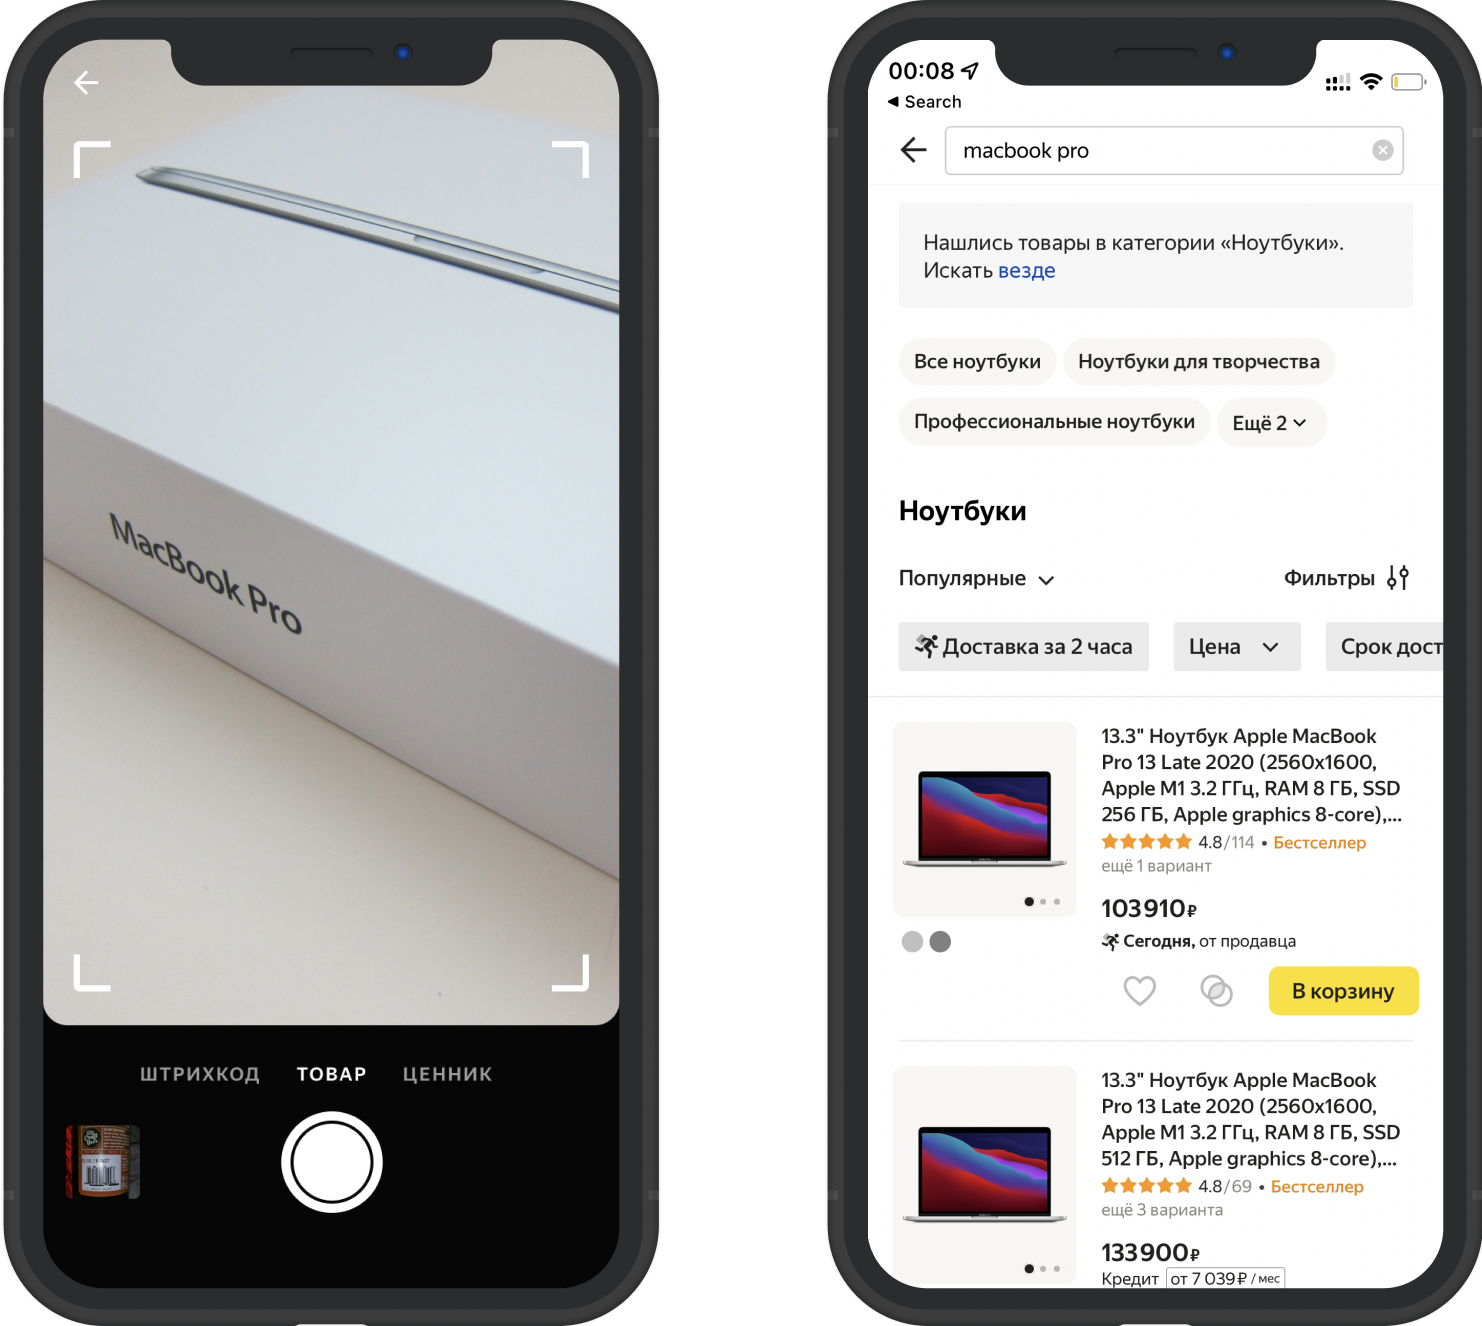 MacBook Pro
ШТРИХКОД ТОВАР ЦЕННИК
00:08
Search
macbook pro
Нашлись товары в категории «Ноутбуки».
Искать везде
Все ноутбуки
Ноутбуки для творчества
Профессиональные ноутбуки
Ещё 2
Ноутбуки
Популярные
Фильтры
Доставка за 2 часа
Цена
Срок дост
13.3" Ноутбук Apple MacBook
Pro 13 Late 2020 (2560x1600,
Apple M1 3.2 ГГц, RAM 8 ГБ, SSD
256 ГБ, Apple graphics 8-core),...
4.8/114 • Бестселлер
ещё 1 вариант
103 910 ₽
Сегодня, от продавца
В корзину
13.3" Ноутбук Apple MacBook
Pro 13 Late 2020 (2560x1600,
Apple M1 3.2 ГГц, RAM 8 ГБ, SSD
512 ГБ, Apple graphics 8-core),...
4.8/69 • Бестселлер
ещё 3 варианта
133 900 ₽
Кредит от 7 039 ₽ / мес